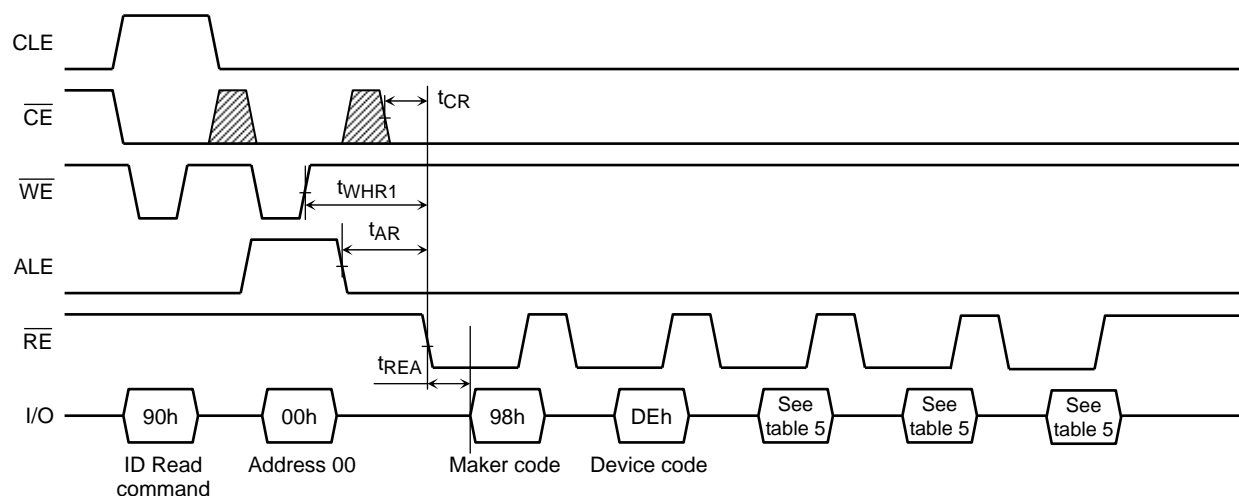 CLE
CE
tCR
WE
tWHR1
tAR
ALE
RE
tREA
I/O
90h
00h
98h
DEh
See
table 5
See
table 5
See
table 5
ID Read
command
Address 00
Maker code
Device code